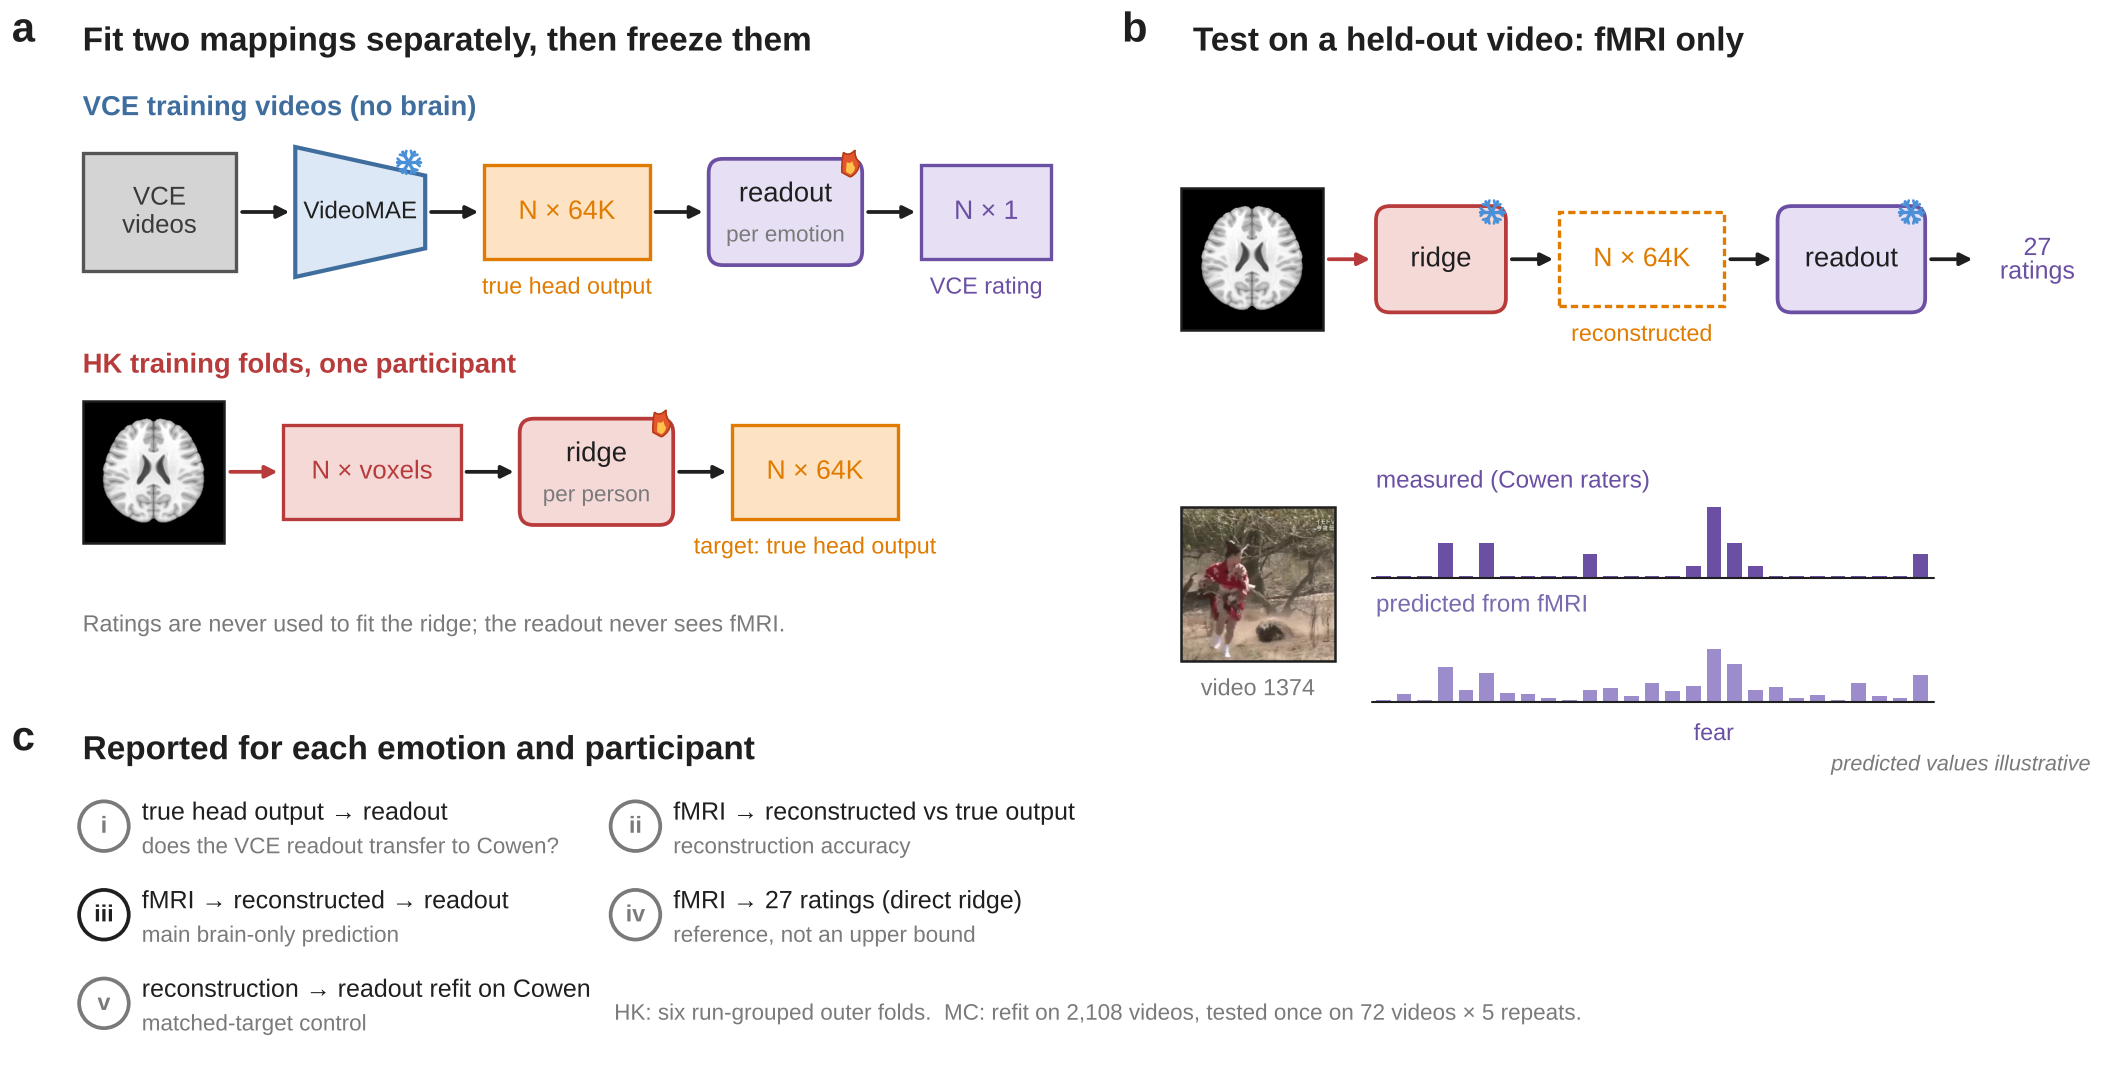 a
Fit two mappings separately, then freeze them
VCE training videos (no brain)
VCE
videos
VideoMAE
N × 64K
true head output
readout
per emotion
N × 1
VCE rating
HK training folds, one participant
N × voxels
ridge
per person
N × 64K
target: true head output
Ratings are never used to fit the ridge; the readout never sees fMRI.
b
Test on a held-out video: fMRI only
ridge
N × 64K
reconstructed
readout
27
ratings
measured (Cowen raters)
predicted from fMRI
video 1374
fear
predicted values illustrative
c
Reported for each emotion and participant
i
true head output → readout
does the VCE readout transfer to Cowen?
ii
fMRI → reconstructed vs true output
reconstruction accuracy
iii
fMRI → reconstructed → readout
main brain-only prediction
iv
fMRI → 27 ratings (direct ridge)
reference, not an upper bound
v
reconstruction → readout refit on Cowen
matched-target control
HK: six run-grouped outer folds. MC: refit on 2,108 videos, tested once on 72 videos × 5 repeats.